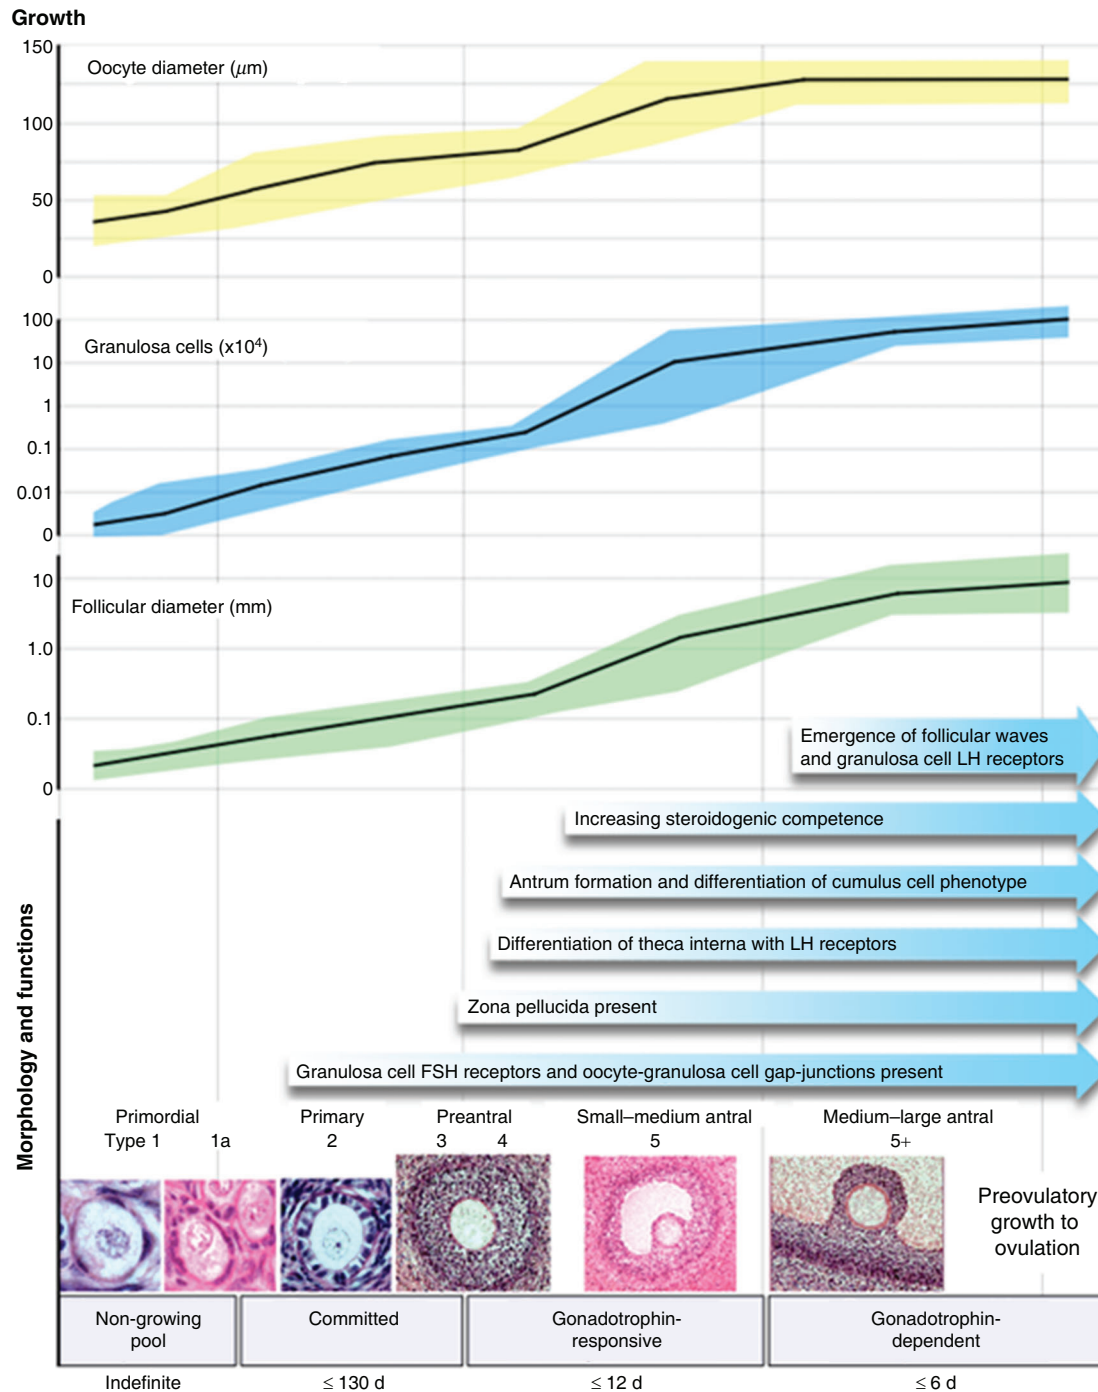 Growth
150
Oocyte diameter (μm)
100
50
0
100
Granulosa cells (x10⁴)
10
1
0.1
0.01
0
10
Follicular diameter (mm)
1.0
0.1
0
Emergence of follicular waves
and granulosa cell LH receptors
Increasing steroidogenic competence
Antrum formation and differentiation of cumulus cell phenotype
Differentiation of theca interna with LH receptors
Zona pellucida present
Granulosa cell FSH receptors and oocyte-granulosa cell gap-junctions present
Morphology and functions
Primordial Primary Preantral Small–medium antral Medium–large antral
Type 1 1a 2 3 4 5 5+
Preovulatory
growth to
ovulation
Non-growing
pool
Committed
Gonadotrophin-
responsive
Gonadotrophin-
dependent
Indefinite ≤ 130 d ≤ 12 d ≤ 6 d